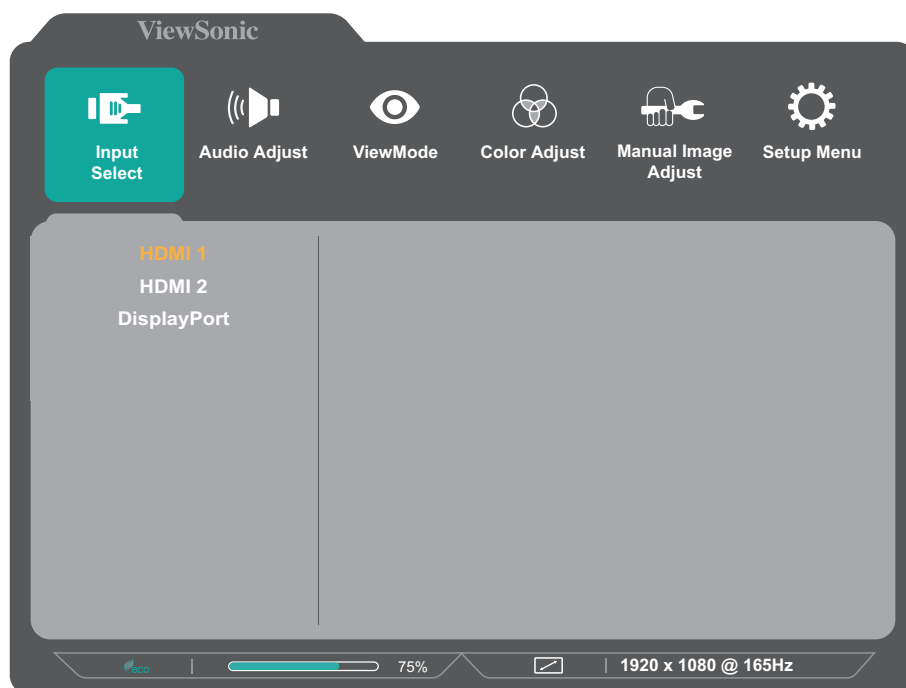 ViewSonic
Input
Select
Audio Adjust
ViewMode
Color Adjust
Manual Image
Adjust
Setup Menu
HDMI 1
HDMI 2
DisplayPort
eco
75%
1920 x 1080 @ 165Hz